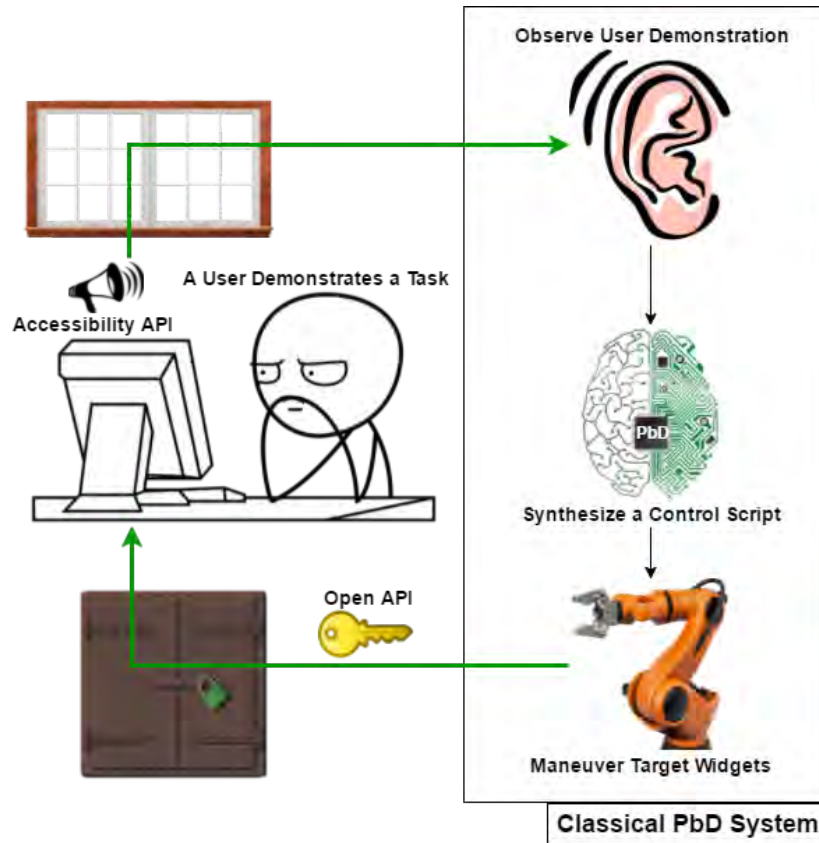 Observe User Demonstration
A User Demonstrates a Task
Accessibility API
PbD
Synthesize a Control Script
Open API
Maneuver Target Widgets
Classical PbD System